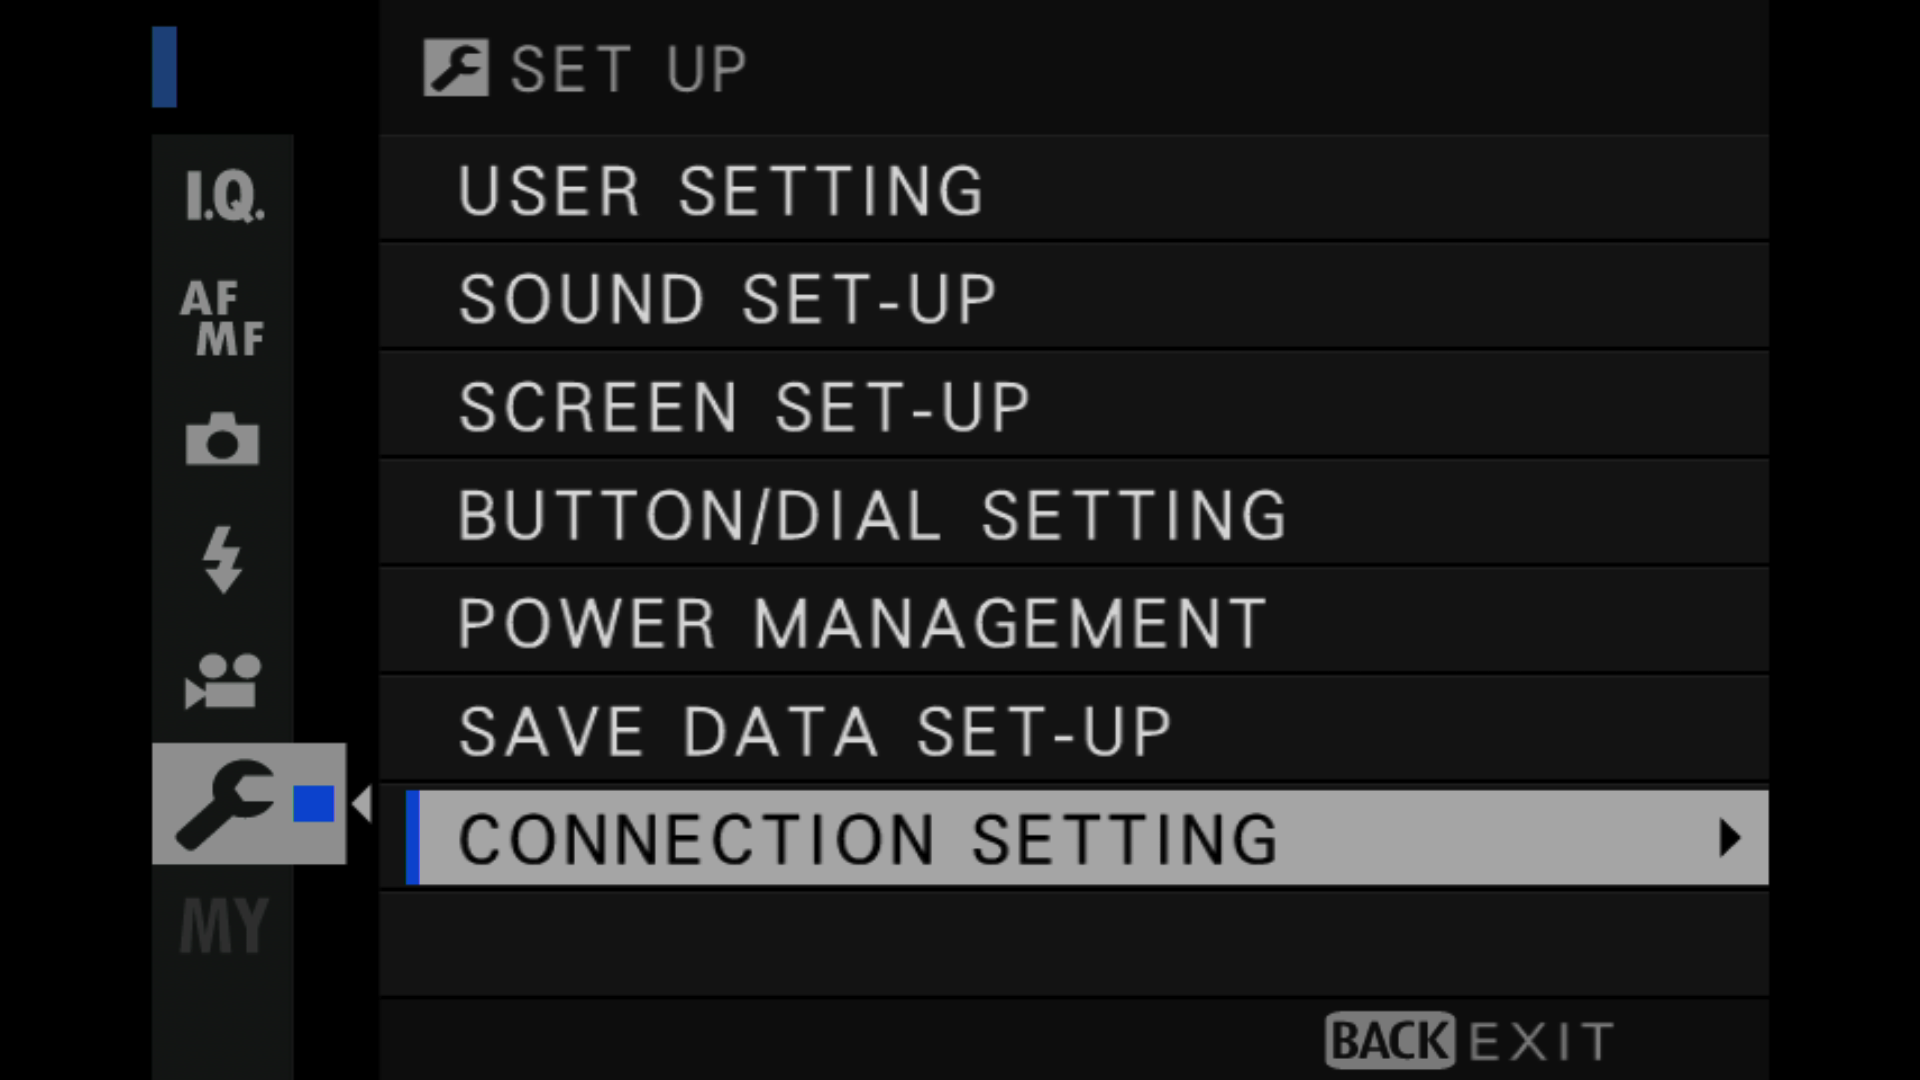 SET UP
I.Q.
AF
MF
MY
USER SETTING
SOUND SET-UP
SCREEN SET-UP
BUTTON/DIAL SETTING
POWER MANAGEMENT
SAVE DATA SET-UP
CONNECTION SETTING
BACK EXIT